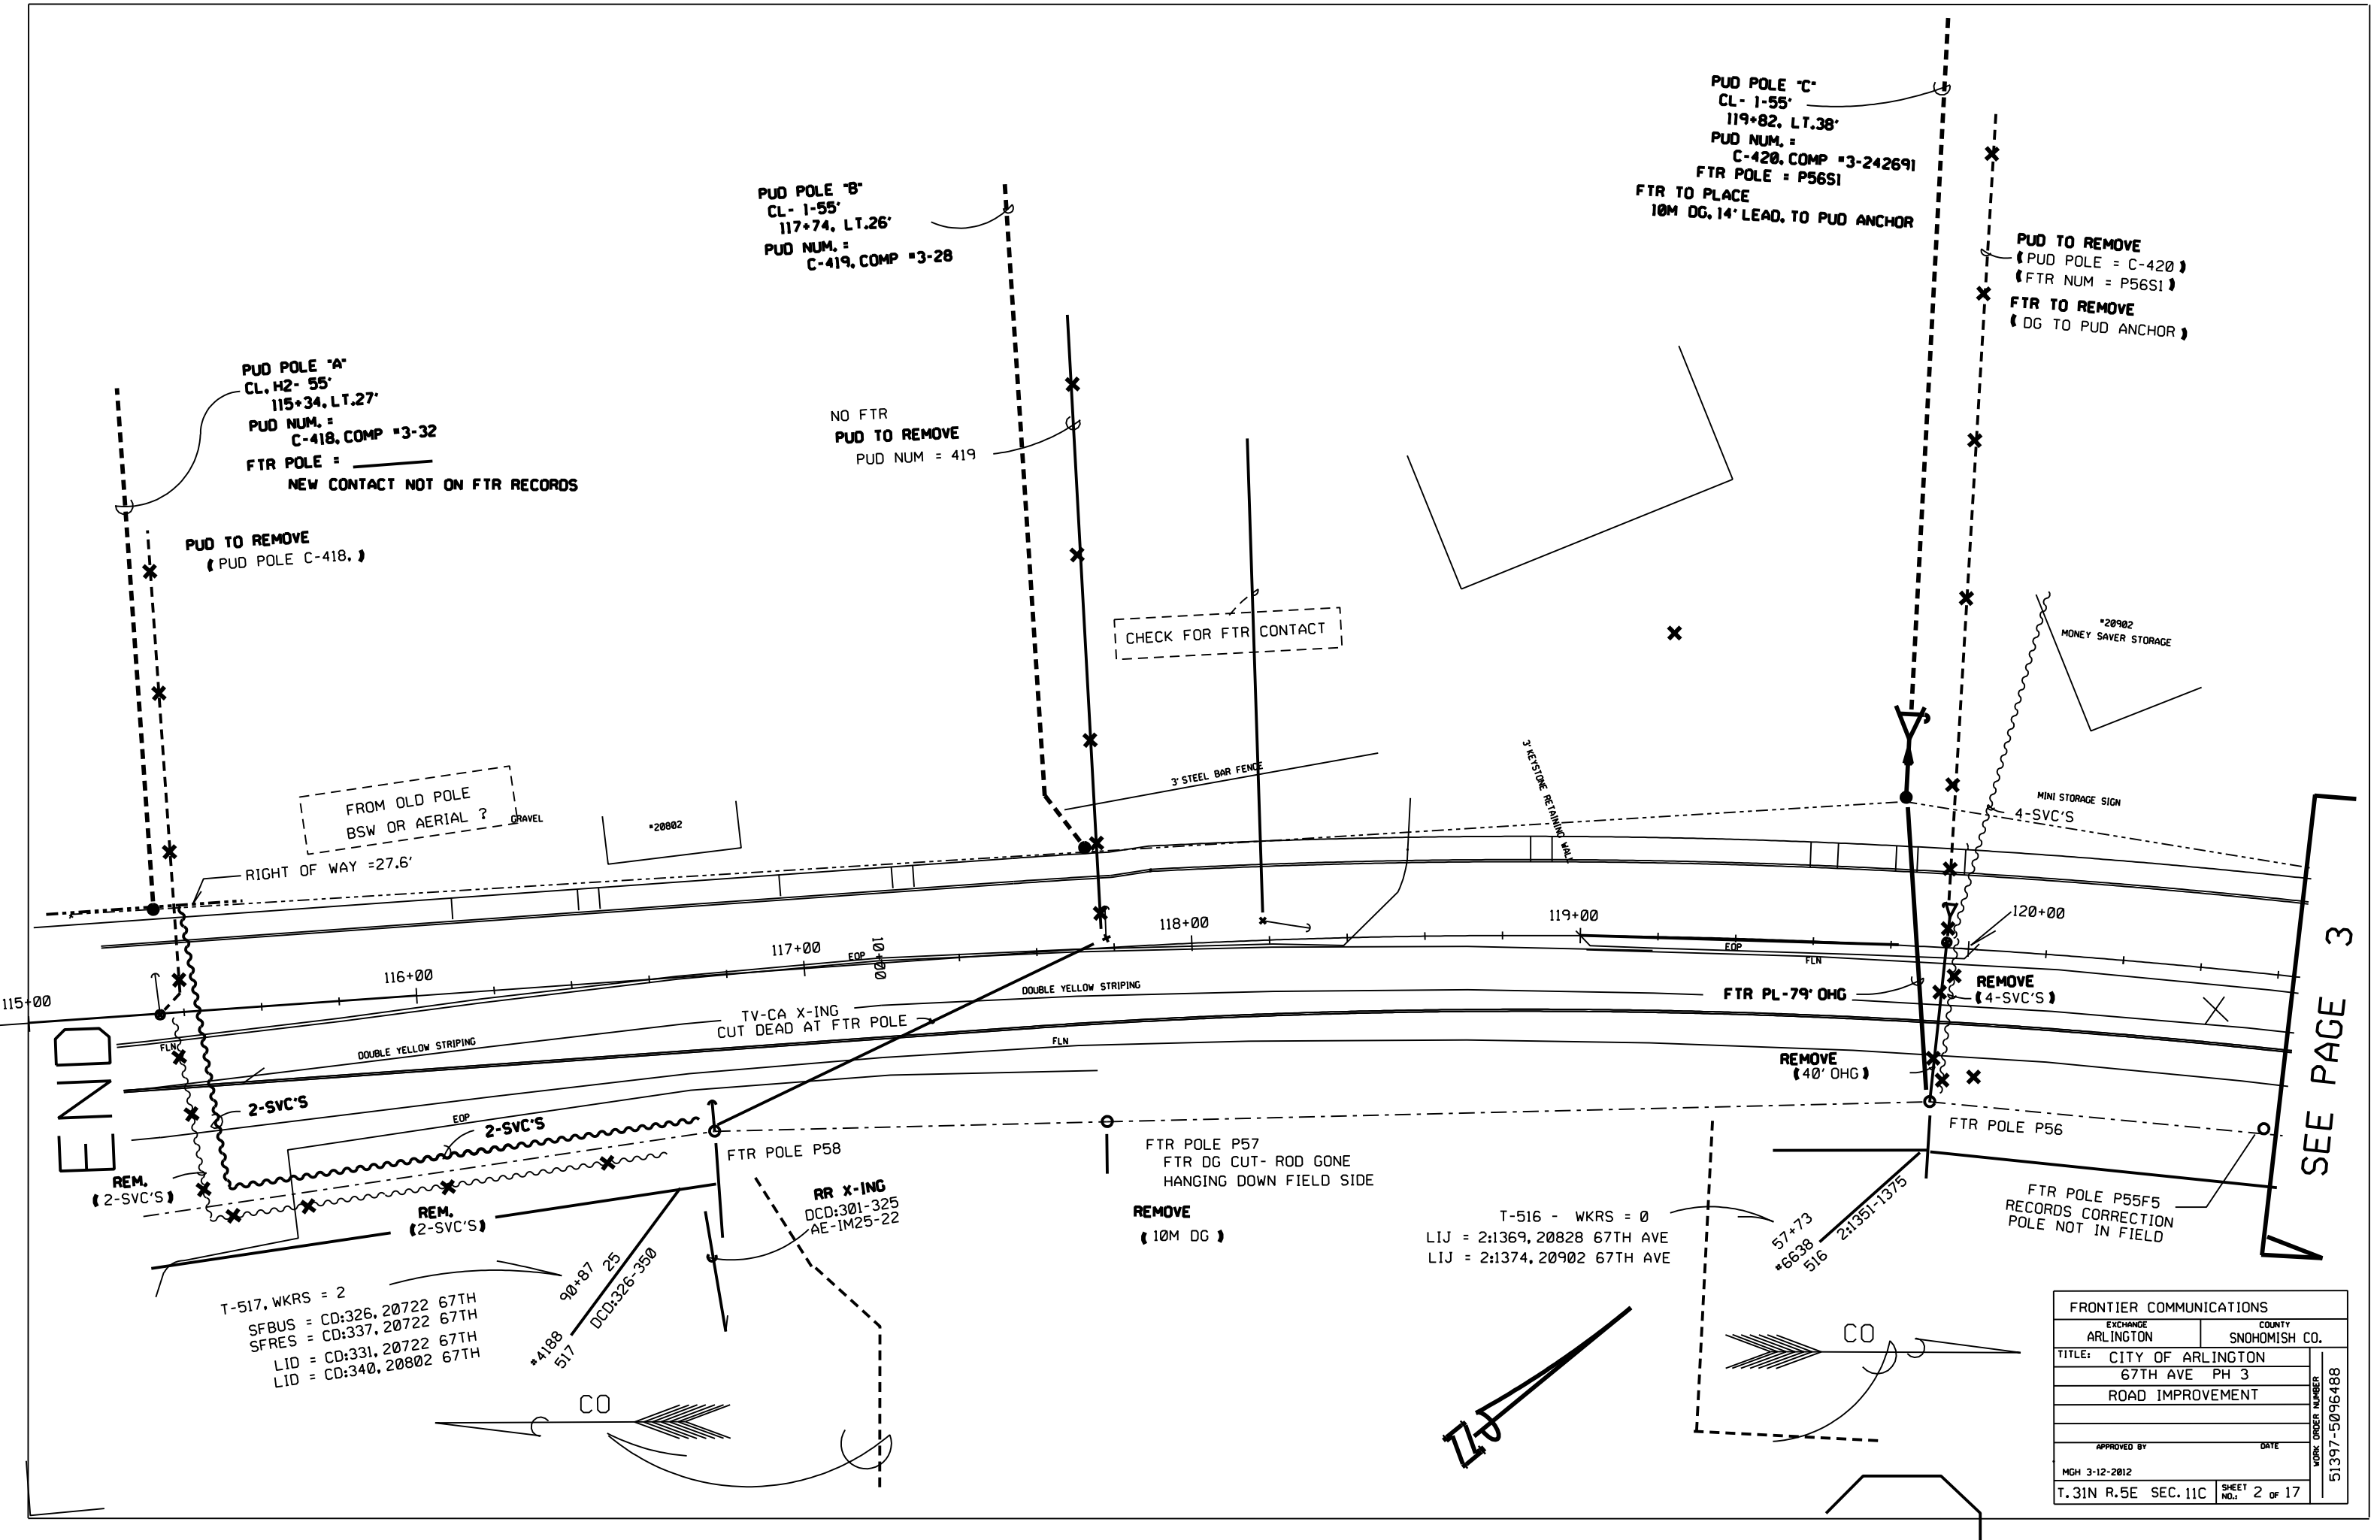 PUD POLE "C"
CL- 1-55'
119+82, LT.38'
PUD NUM. =
C-420, COMP #3-242691
FTR POLE = P56S1
FTR TO PLACE
10M DG, 14' LEAD, TO PUD ANCHOR
PUD POLE "B"
CL- 1-55'
117+74, LT.26'
PUD NUM. =
C-419, COMP #3-28
PUD TO REMOVE
( PUD POLE = C-420 )
( FTR NUM = P56S1 )
FTR TO REMOVE
( DG TO PUD ANCHOR )
PUD POLE "A"
CL, H2- 55'
115+34, LT.27'
PUD NUM. =
C-418, COMP #3-32
FTR POLE =
NEW CONTACT NOT ON FTR RECORDS
NO FTR
PUD TO REMOVE
PUD NUM = 419
PUD TO REMOVE
( PUD POLE C-418, )
CHECK FOR FTR CONTACT
#20902
MONEY SAVER STORAGE
3' STEEL BAR FENCE
3' KEYSTONE RETAINING WALL
MINI STORAGE SIGN
4-SVC'S
FROM OLD POLE
BSW OR AERIAL ?
GRAVEL
#20802
RIGHT OF WAY =27.6'
115+00
116+00
117+00
10+00
118+00
119+00
120+00
EOP
EOP
FLN
DOUBLE YELLOW STRIPING
FTR PL-79' OHG
REMOVE
( 4-SVC'S )
TV-CA X-ING
CUT DEAD AT FTR POLE
FLN
DOUBLE YELLOW STRIPING
FLN
REMOVE
( 40' OHG )
END
2-SVC'S
EOP
2-SVC'S
FTR POLE P58
FTR POLE P57
FTR DG CUT- ROD GONE
HANGING DOWN FIELD SIDE
REMOVE
( 10M DG )
FTR POLE P56
SEE PAGE 3
REM.
( 2-SVC'S )
REM.
( 2-SVC'S )
RR X-ING
DCD:301-325
AE-1M25-22
T-516 - WKRS = 0
LIJ = 2:1369, 20828 67TH AVE
LIJ = 2:1374, 20902 67TH AVE
57+73
#6638
516
2:1351-1375
FTR POLE P55F5
RECORDS CORRECTION
POLE NOT IN FIELD
T-517, WKRS = 2
SFBUS = CD:326, 20722 67TH
SFRES = CD:337, 20722 67TH
LID = CD:331, 20722 67TH
LID = CD:340, 20802 67TH
90+87 25
DCD:326-350
#4188
517
CO
CO
FRONTIER COMMUNICATIONS
EXCHANGE
ARLINGTON
COUNTY
SNOHOMISH CO.
TITLE: CITY OF ARLINGTON
67TH AVE PH 3
ROAD IMPROVEMENT
APPROVED BY
DATE
MGH 3-12-2012
T.31N R.5E SEC. 11C
SHEET NO.: 2 OF 17
WORK ORDER NUMBER
51397-5096488